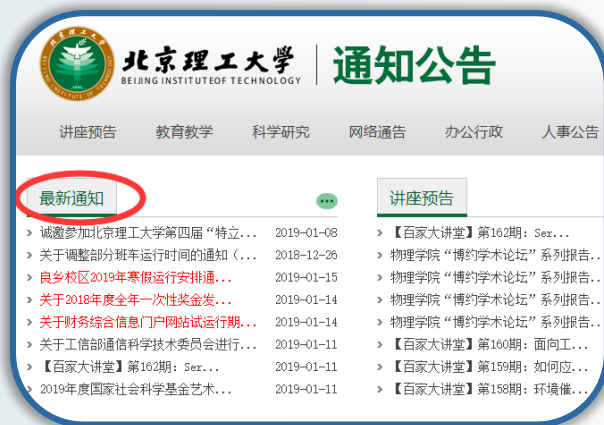 北京理工大学
BEIJING INSTITUTEOF TECHNOLOGY
通知公告
讲座预告 教育教学 科学研究 网络通告 办公行政 人事公告
最新通知
诚邀参加北京理工大学第四届“特立... 2019-01-08
关于调整部分班车运行时间的通知（... 2018-12-26
良乡校区2019年寒假运行安排通... 2019-01-15
关于2018年度全年一次性奖金发... 2019-01-14
关于财务综合信息门户网站试运行期... 2019-01-14
关于工信部通信科学技术委员会进行... 2019-01-11
【百家大讲堂】第162期：Ser... 2019-01-11
2019年度国家社会科学基金艺术... 2019-01-11
讲座预告
【百家大讲堂】第162期：Ser...
物理学院“博约学术论坛”系列报告..
物理学院“博约学术论坛”系列报告..
物理学院“博约学术论坛”系列报告..
物理学院“博约学术论坛”系列报告..
【百家大讲堂】第160期：面向工...
【百家大讲堂】第159期：如何应...
【百家大讲堂】第158期：环境催...